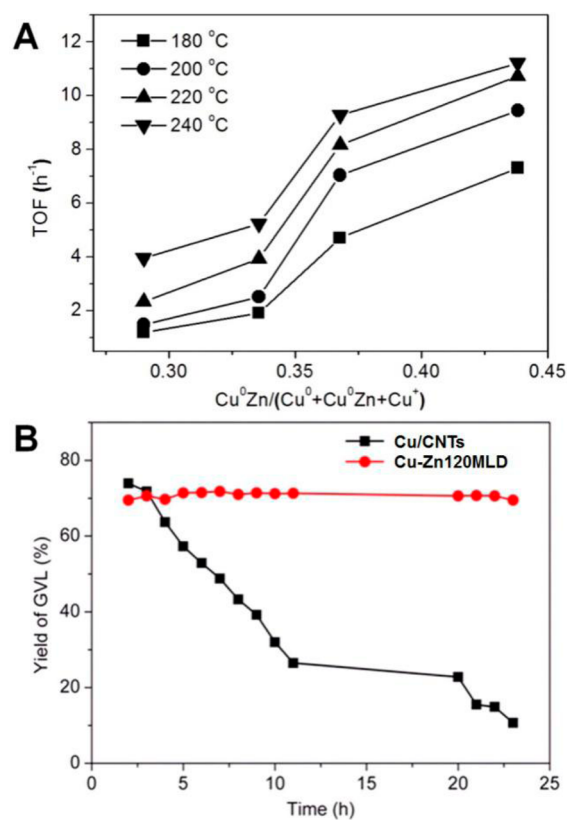 A
180 °C
200 °C
220 °C
240 °C
TOF (h⁻¹)
12
10
8
6
4
2
0.30 0.35 0.40 0.45
Cu⁰Zn/(Cu⁰+Cu⁰Zn+Cu⁺)
B
Cu/CNTs
Cu-Zn120MLD
Yield of GVL (%)
80
60
40
20
0
0 5 10 15 20 25
Time (h)